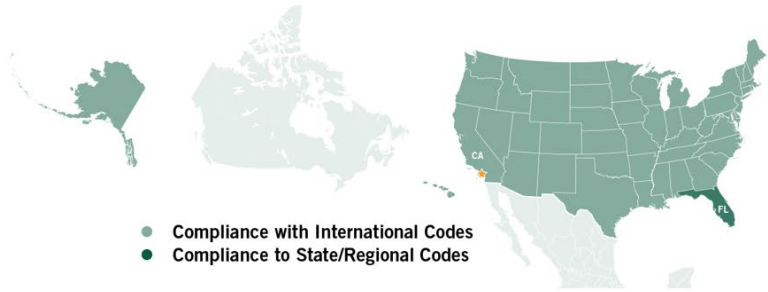 CA
FL
Compliance with International Codes
Compliance to State/Regional Codes